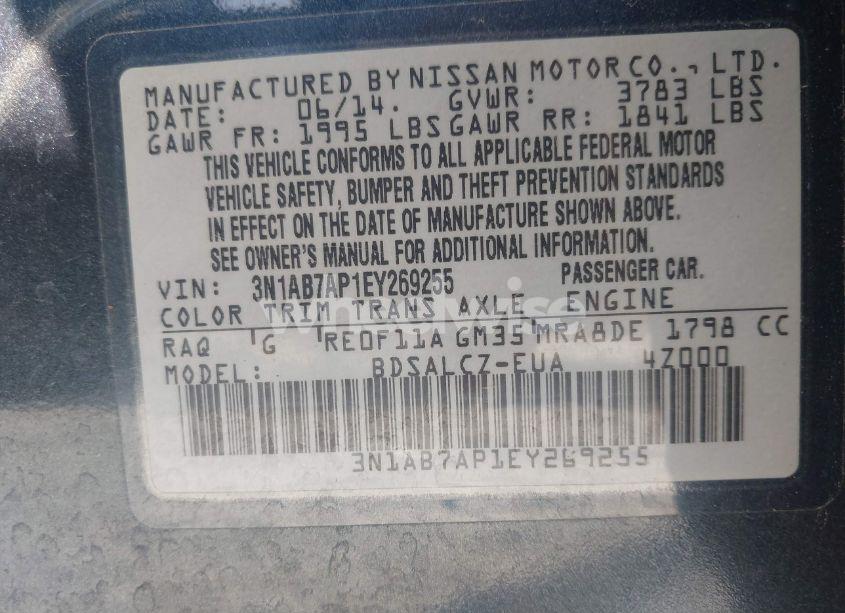 MANUFACTURED BY NISSAN MOTOR CO., LTD.
DATE: 06/14. GVWR: 3783 LBS
GAWR FR: 1995 LBS GAWR RR: 1841 LBS
THIS VEHICLE CONFORMS TO ALL APPLICABLE FEDERAL MOTOR
VEHICLE SAFETY, BUMPER AND THEFT PREVENTION STANDARDS
IN EFFECT ON THE DATE OF MANUFACTURE SHOWN ABOVE.
SEE OWNER'S MANUAL FOR ADDITIONAL INFORMATION.
VIN: 3N1AB7AP1EY269255 PASSENGER CAR.
COLOR TRIM TRANS AXLE ENGINE
RAQ G RE0F11A GM35 MRA8DE 1798 CC
MODEL: BDSALCZ-EUA 4Z000
3N1AB7AP1EY269255